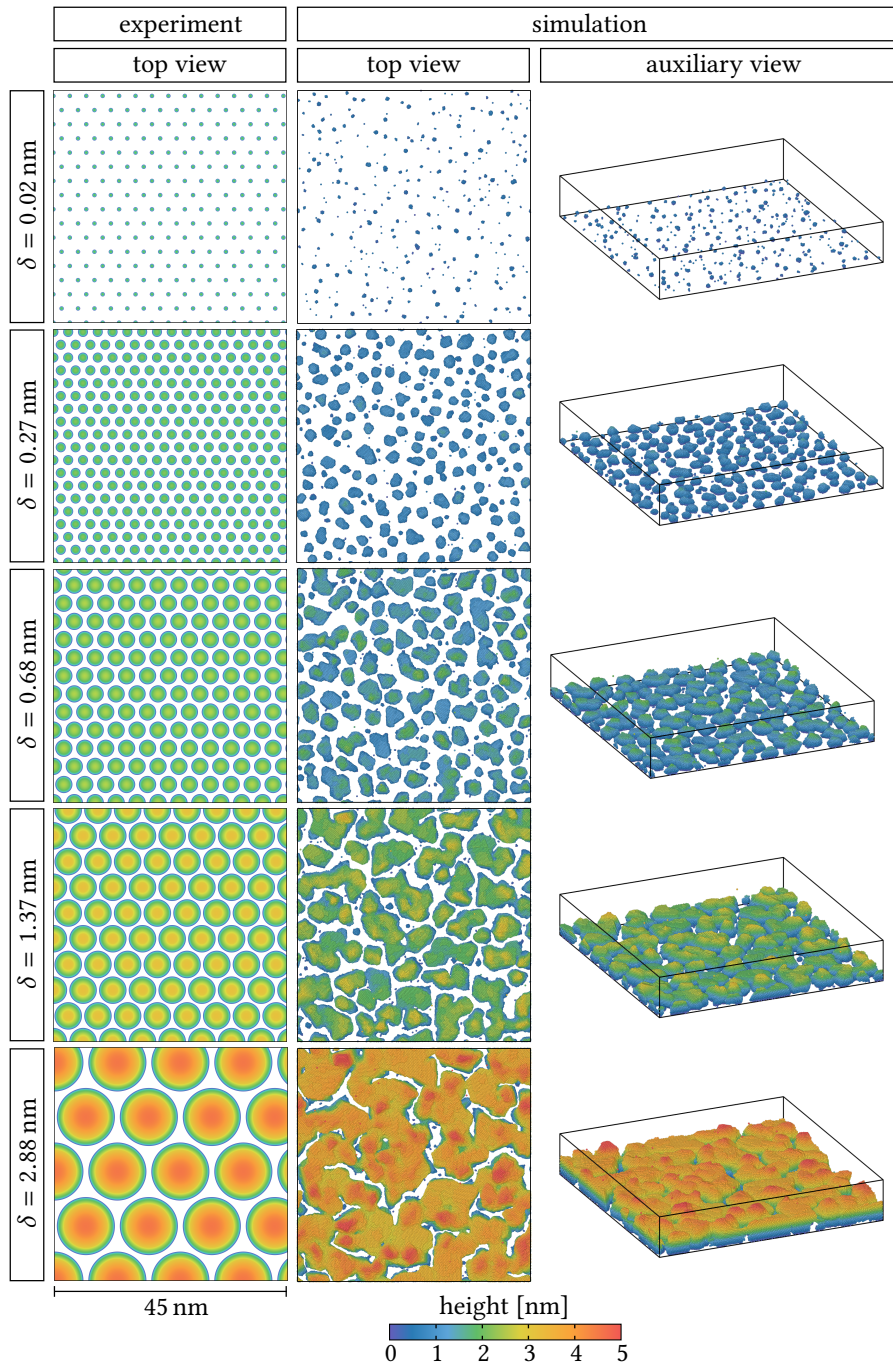 experiment
simulation
top view
top view
auxiliary view
δ = 0.02 nm
δ = 0.27 nm
δ = 0.68 nm
δ = 1.37 nm
δ = 2.88 nm
45 nm
height [nm]
0 1 2 3 4 5